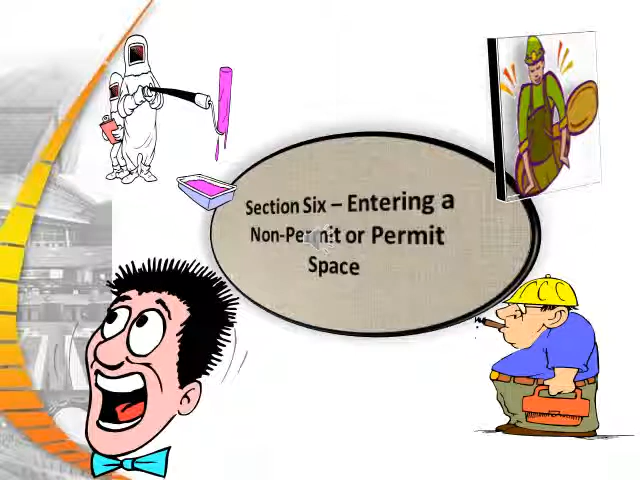 Section Six – Entering a
Non-Permit or Permit
Space